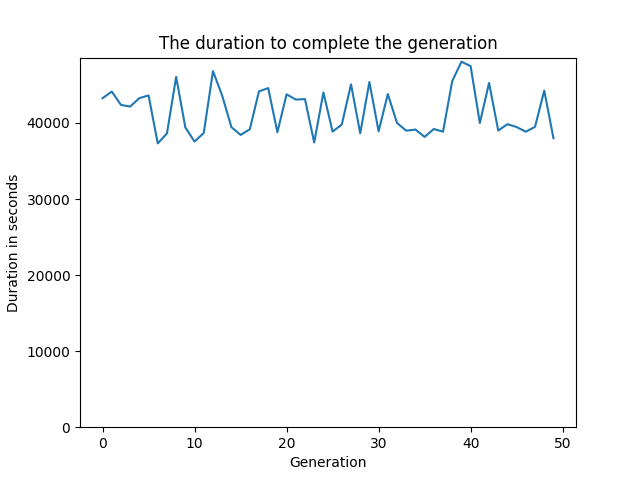 The duration to complete the generation
Duration in seconds
40000
30000
20000
10000
0
0 10 20 30 40 50
Generation